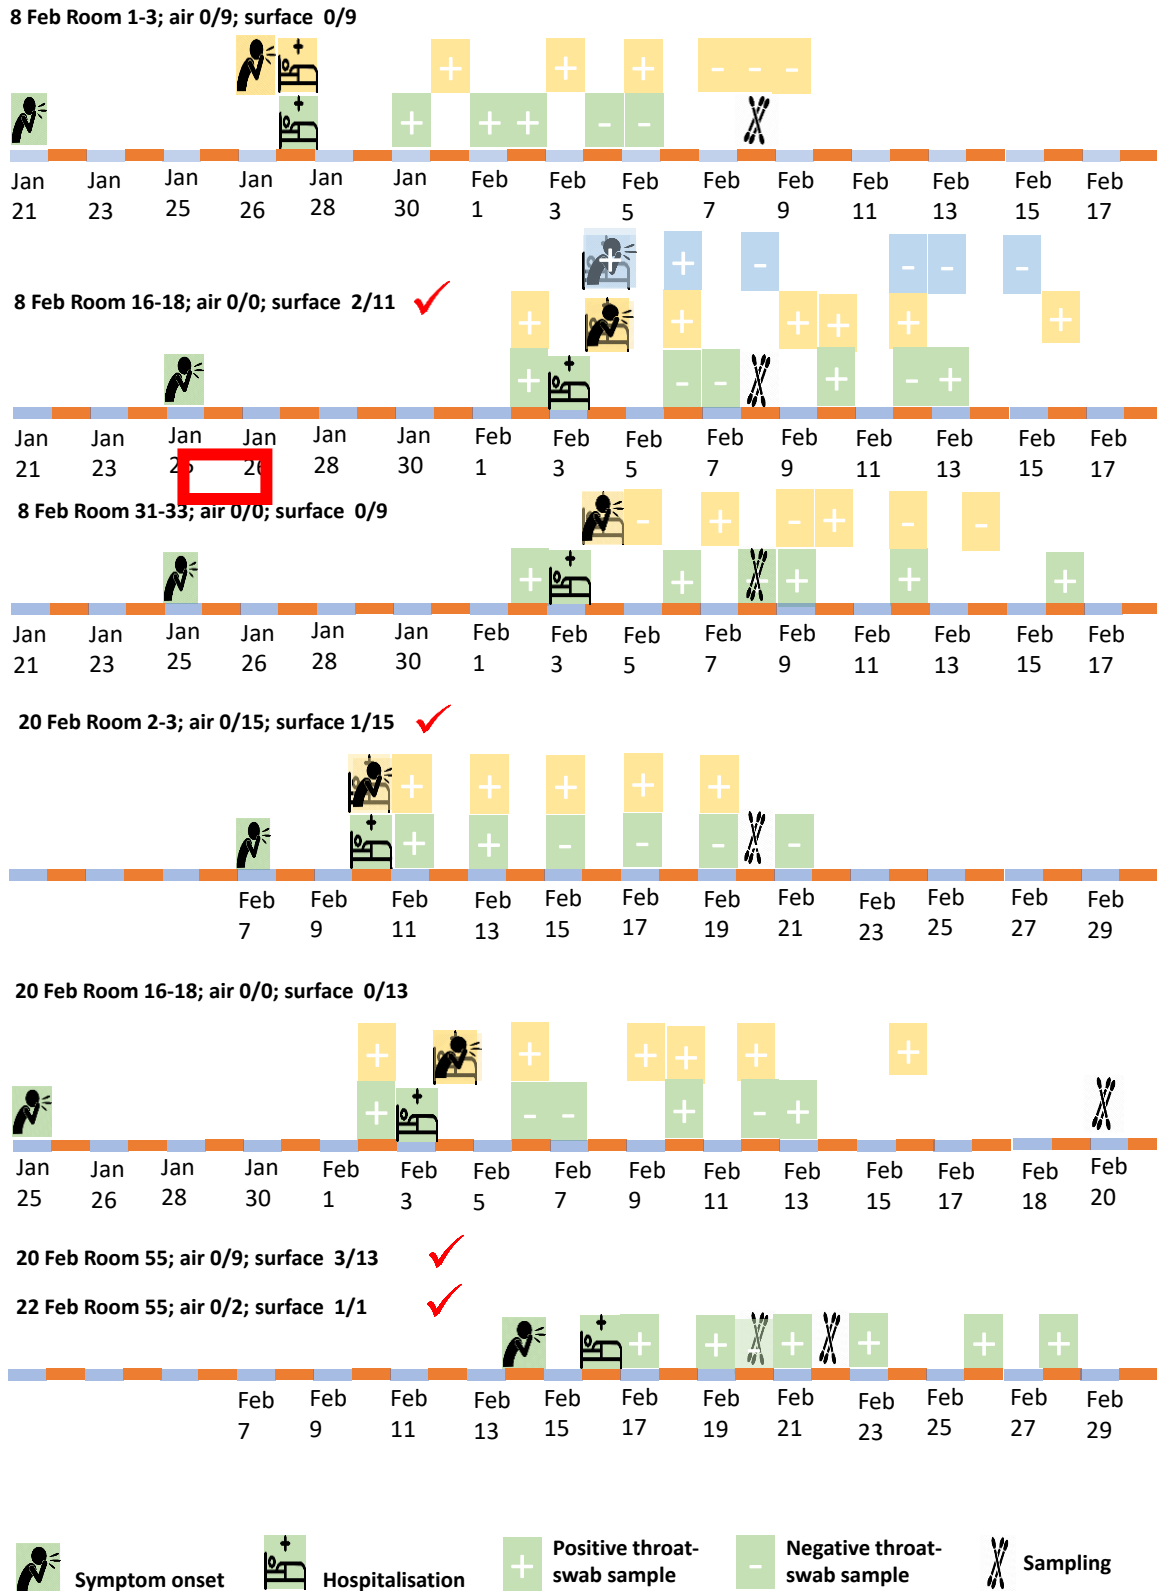 8 Feb Room 1-3; air 0/9; surface 0/9
+ + + - - -
+ + + - -
Jan Jan Jan Jan Jan Jan Feb Feb Feb Feb Feb Feb Feb Feb Feb
21 23 25 26 28 30 1 3 5 7 9 11 13 15 17
+ + - - - -
8 Feb Room 16-18; air 0/0; surface 2/11
+ + + + + +
+ - - + - +
Jan Jan Jan Jan Jan Jan Feb Feb Feb Feb Feb Feb Feb Feb Feb
21 23 25 26 28 30 1 3 5 7 9 11 13 15 17
8 Feb Room 31-33; air 0/0; surface 0/9
- + - + - -
+ + + + +
Jan Jan Jan Jan Jan Jan Feb Feb Feb Feb Feb Feb Feb Feb Feb
21 23 25 26 28 30 1 3 5 7 9 11 13 15 17
20 Feb Room 2-3; air 0/15; surface 1/15
+ + + + +
+ + - - - -
Feb Feb Feb Feb Feb Feb Feb Feb Feb Feb Feb Feb
7 9 11 13 15 17 19 21 23 25 27 29
20 Feb Room 16-18; air 0/0; surface 0/13
+ + + + + +
+ - - + - +
Jan Jan Jan Jan Feb Feb Feb Feb Feb Feb Feb Feb Feb Feb Feb
25 26 28 30 1 3 5 7 9 11 13 15 17 18 20
20 Feb Room 55; air 0/9; surface 3/13
22 Feb Room 55; air 0/2; surface 1/1
+ + + + + +
Feb Feb Feb Feb Feb Feb Feb Feb Feb Feb Feb Feb
7 9 11 13 15 17 19 21 23 25 27 29
Symptom onset
Hospitalisation
+ Positive throat-
swab sample
- Negative throat-
swab sample
Sampling